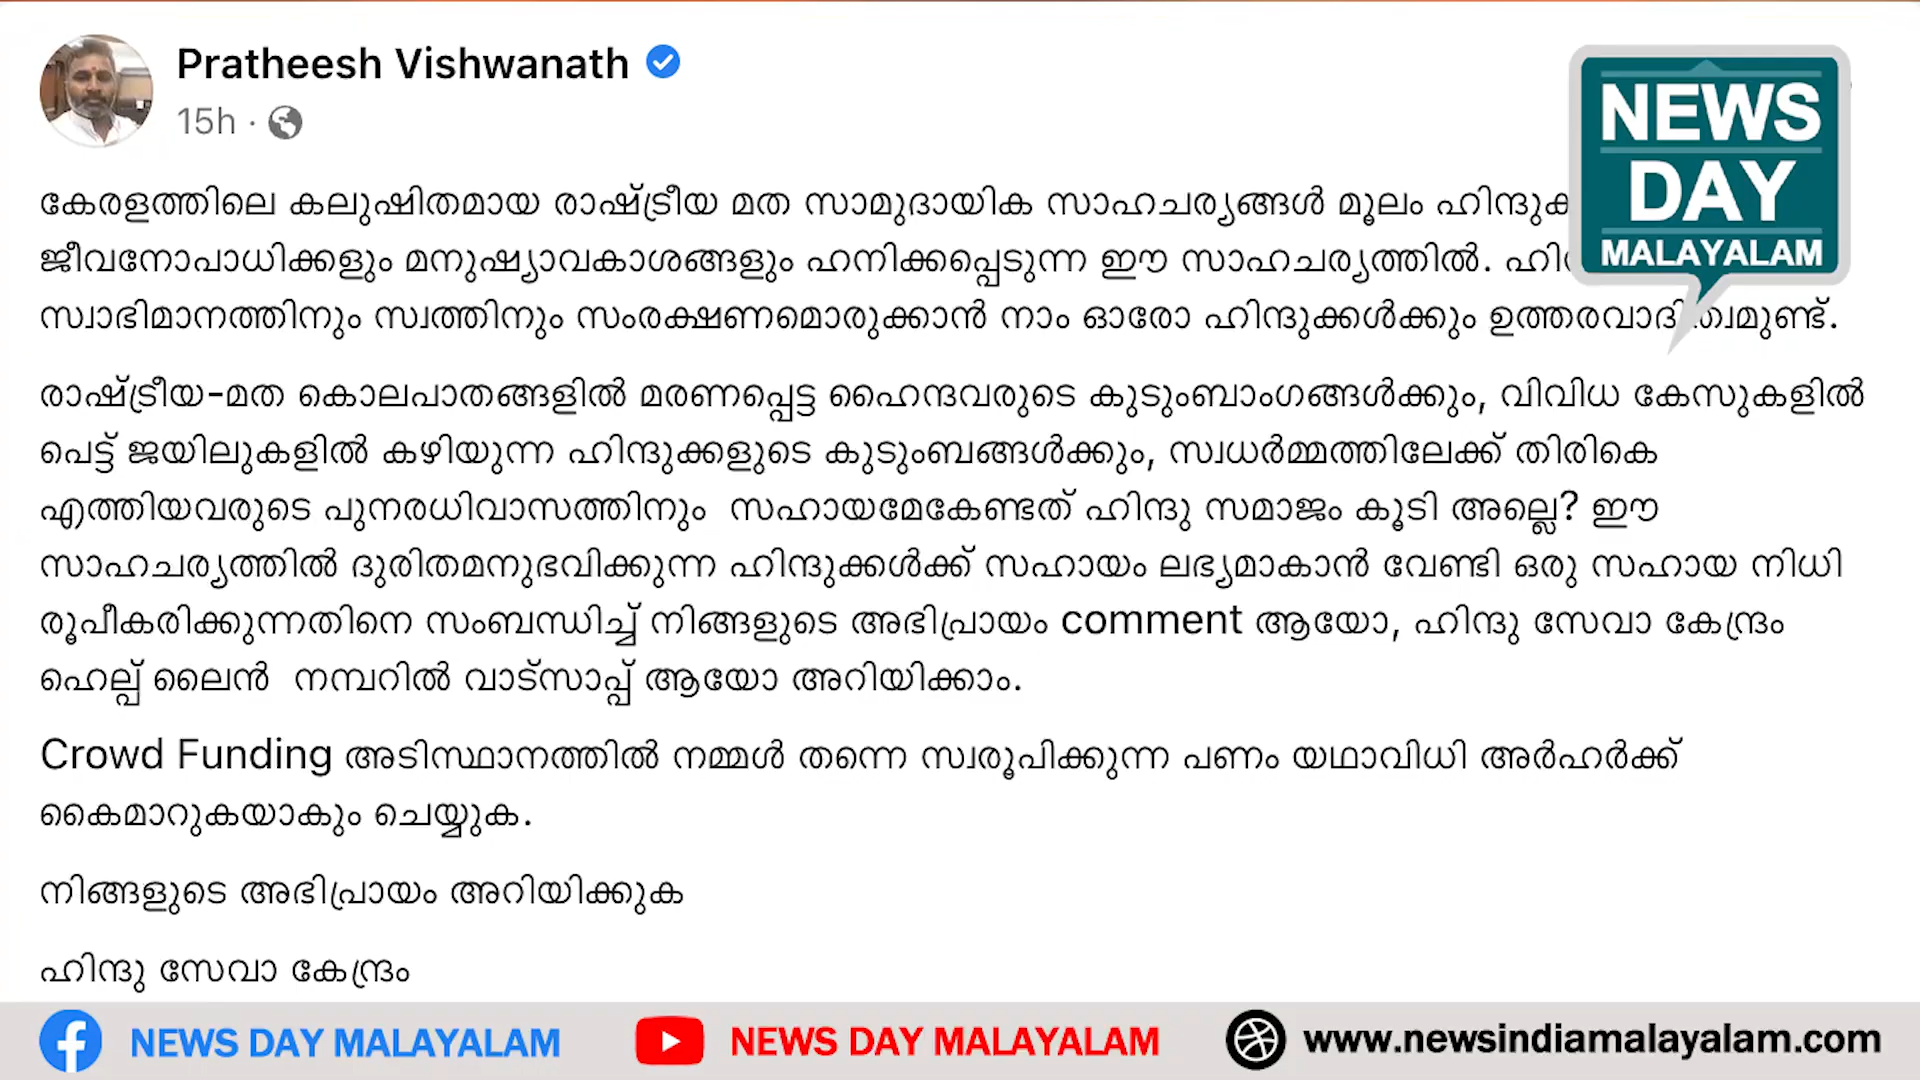 Pratheesh Vishwanath
15h ·
NEWS
DAY
MALAYALAM
കേരളത്തിലെ കലുഷിതമായ രാഷ്ട്രീയ മത സാമുദായിക സാഹചര്യങ്ങൾ മൂലം
ജീവനോപാധിക്കളും മനുഷ്യാവകാശങ്ങളും ഹനിക്കപ്പെടുന്ന ഈ സാഹചര്യത്തിൽ.
സ്വാഭിമാനത്തിനും സ്വത്തിനും സംരക്ഷണമൊരുക്കാൻ നാം ഓരോ ഹിന്ദുക്കൾക്കും ഉത്തരവാദിത്വമുണ്ട്.
രാഷ്ട്രീയ-മത കൊലപാതങ്ങളിൽ മരണപ്പെട്ട ഹൈന്ദവരുടെ കുടുംബാംഗങ്ങൾക്കും, വിവിധ കേസുകളിൽ
പെട്ട് ജയിലുകളിൽ കഴിയുന്ന ഹിന്ദുക്കളുടെ കുടുംബങ്ങൾക്കും, സ്വധർമ്മത്തിലേക്ക് തിരികെ
എത്തിയവരുടെ പുനരധിവാസത്തിനും സഹായമേകേണ്ടത് ഹിന്ദു സമാജം കൂടി അല്ലെ? ഈ
സാഹചര്യത്തിൽ ദുരിതമനുഭവിക്കുന്ന ഹിന്ദുക്കൾക്ക് സഹായം ലഭ്യമാകാൻ വേണ്ടി ഒരു സഹായ നിധി
രൂപീകരിക്കുന്നതിനെ സംബന്ധിച്ച് നിങ്ങളുടെ അഭിപ്രായം comment ആയോ, ഹിന്ദു സേവാ കേന്ദ്രം
ഹെല്പ് ലൈൻ നമ്പറിൽ വാട്സാപ്പ് ആയോ അറിയിക്കാം.
Crowd Funding അടിസ്ഥാനത്തിൽ നമ്മൾ തന്നെ സ്വരൂപിക്കുന്ന പണം യഥാവിധി അർഹർക്ക്
കൈമാറുകയാകും ചെയ്യുക.
നിങ്ങളുടെ അഭിപ്രായം അറിയിക്കുക
ഹിന്ദു സേവാ കേന്ദ്രം
NEWS DAY MALAYALAM
NEWS DAY MALAYALAM
www.newsindiamalayalam.com